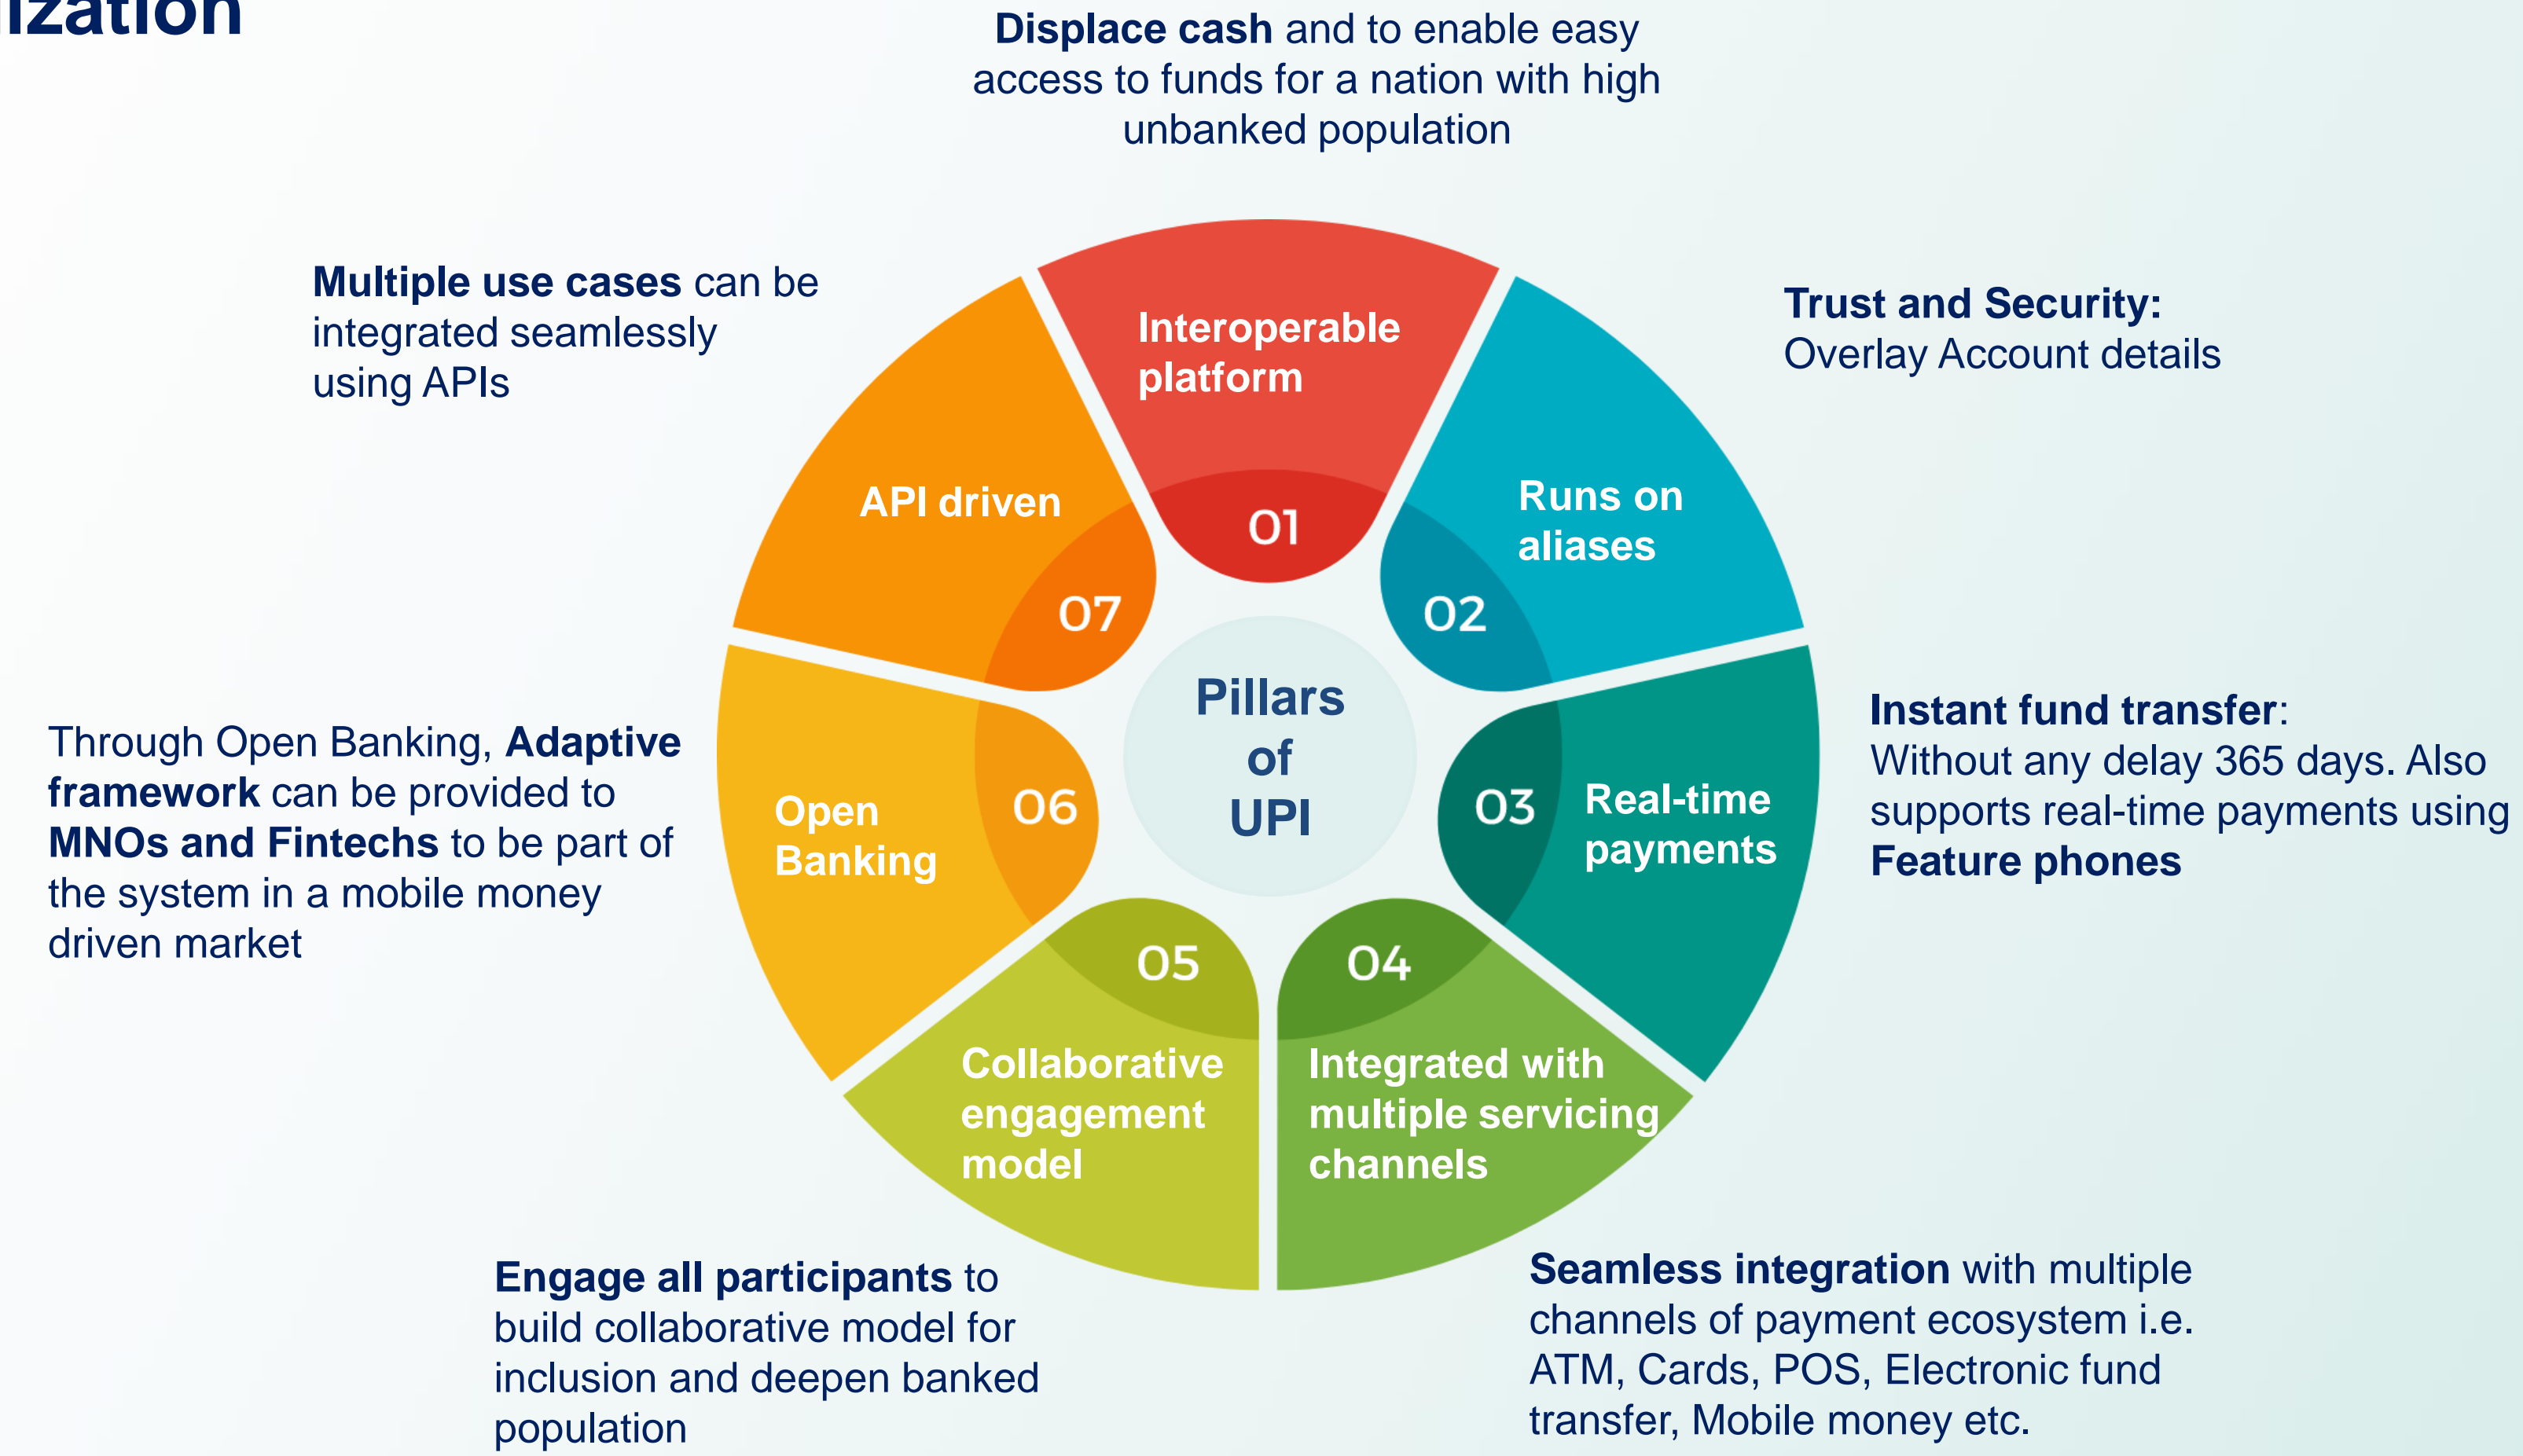 Displace cash and to enable easy
access to funds for a nation with high
unbanked population
Multiple use cases can be
integrated seamlessly
using APIs
Trust and Security:
Overlay Account details
Interoperable
platform
01
Runs on
aliases
02
API driven
07
Pillars
of
UPI
Through Open Banking, Adaptive
framework can be provided to
MNOs and Fintechs to be part of
the system in a mobile money
driven market
Open
Banking
06
03
Real-time
payments
Instant fund transfer:
Without any delay 365 days. Also
supports real-time payments using
Feature phones
05
Collaborative
engagement
model
04
Integrated with
multiple servicing
channels
Engage all participants to
build collaborative model for
inclusion and deepen banked
population
Seamless integration with multiple
channels of payment ecosystem i.e.
ATM, Cards, POS, Electronic fund
transfer, Mobile money etc.